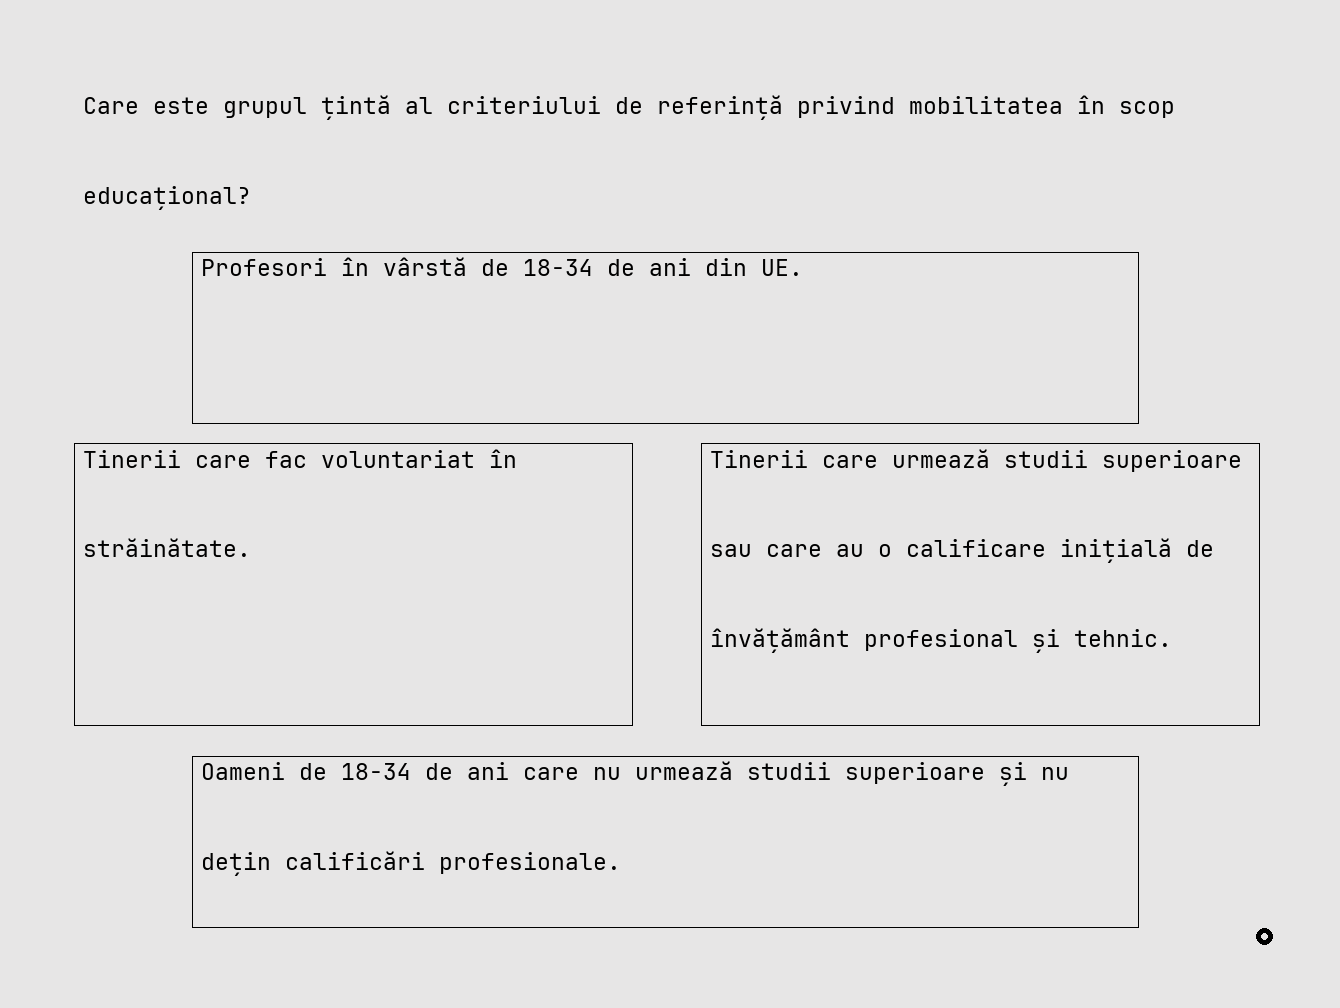 Care este grupul țintă al criteriului de referință privind mobilitatea în scop
educațional?
Profesori în vârstă de 18-34 de ani din UE.
Tinerii care fac voluntariat în
străinătate.
Tinerii care urmează studii superioare
sau care au o calificare inițială de
învățământ profesional și tehnic.
Oameni de 18-34 de ani care nu urmează studii superioare și nu
dețin calificări profesionale.